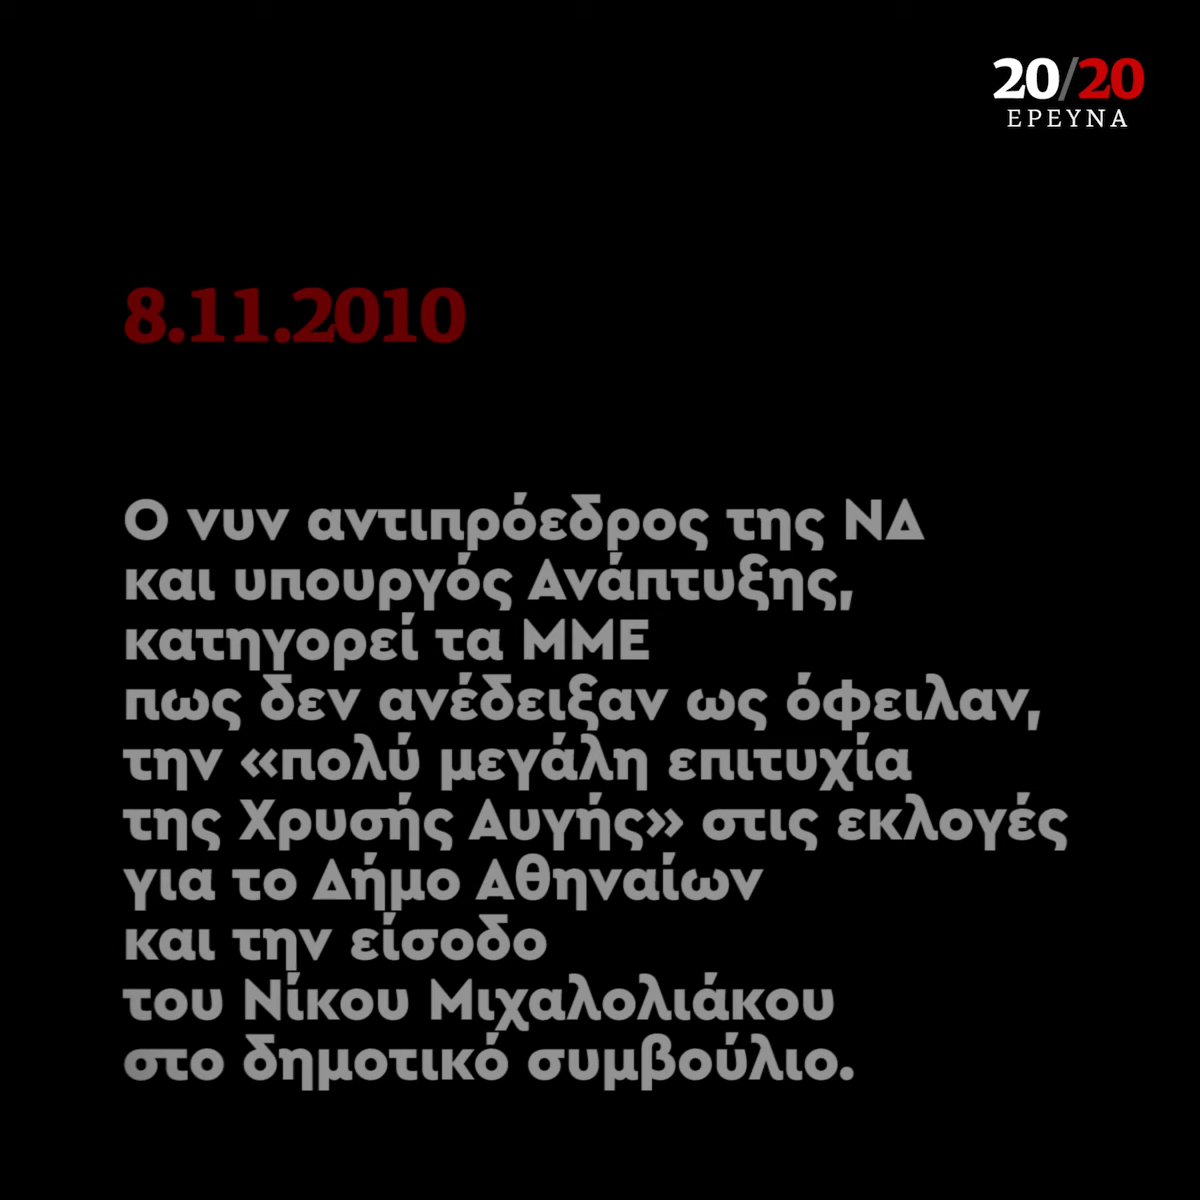 20/20
ΕΡΕΥΝΑ
8.11.2010
Ο νυν αντιπρόεδρος της ΝΔ
και υπουργός Ανάπτυξης,
κατηγορεί τα ΜΜΕ
πως δεν ανέδειξαν ως όφειλαν,
την «πολύ μεγάλη επιτυχία
της Χρυσής Αυγής» στις εκλογές
για το Δήμο Αθηναίων
και την είσοδο
του Νίκου Μιχαλολιάκου
στο δημοτικό συμβούλιο.